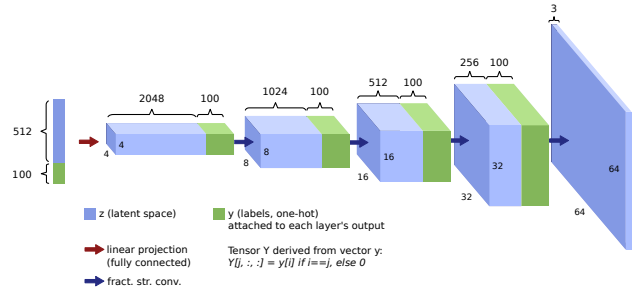 3
256 100
512 100
1024 100
2048 100
512
100
4 4
8 8
16 16
32 32
64 64
z (latent space)
y (labels, one-hot)
attached to each layer's output
linear projection
(fully connected)
Tensor Y derived from vector y:
Y[j, :, :] = y[i] if i==j, else 0
fract. str. conv.